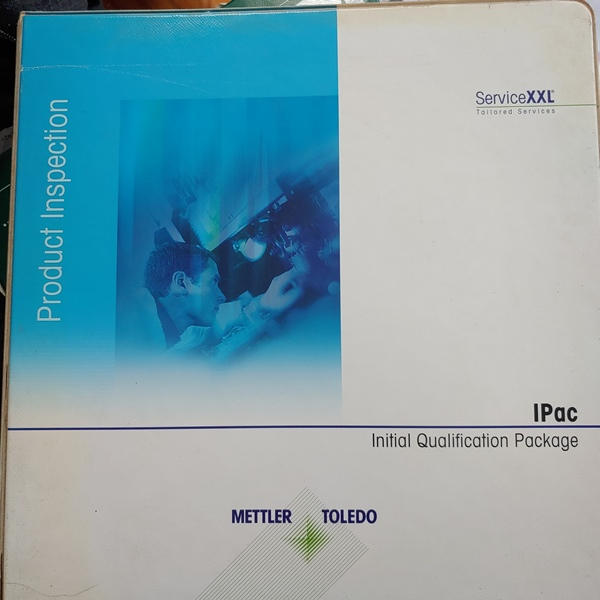 Product Inspection
ServiceXXL
Tailored Services
IPac
Initial Qualification Package
METTLER TOLEDO